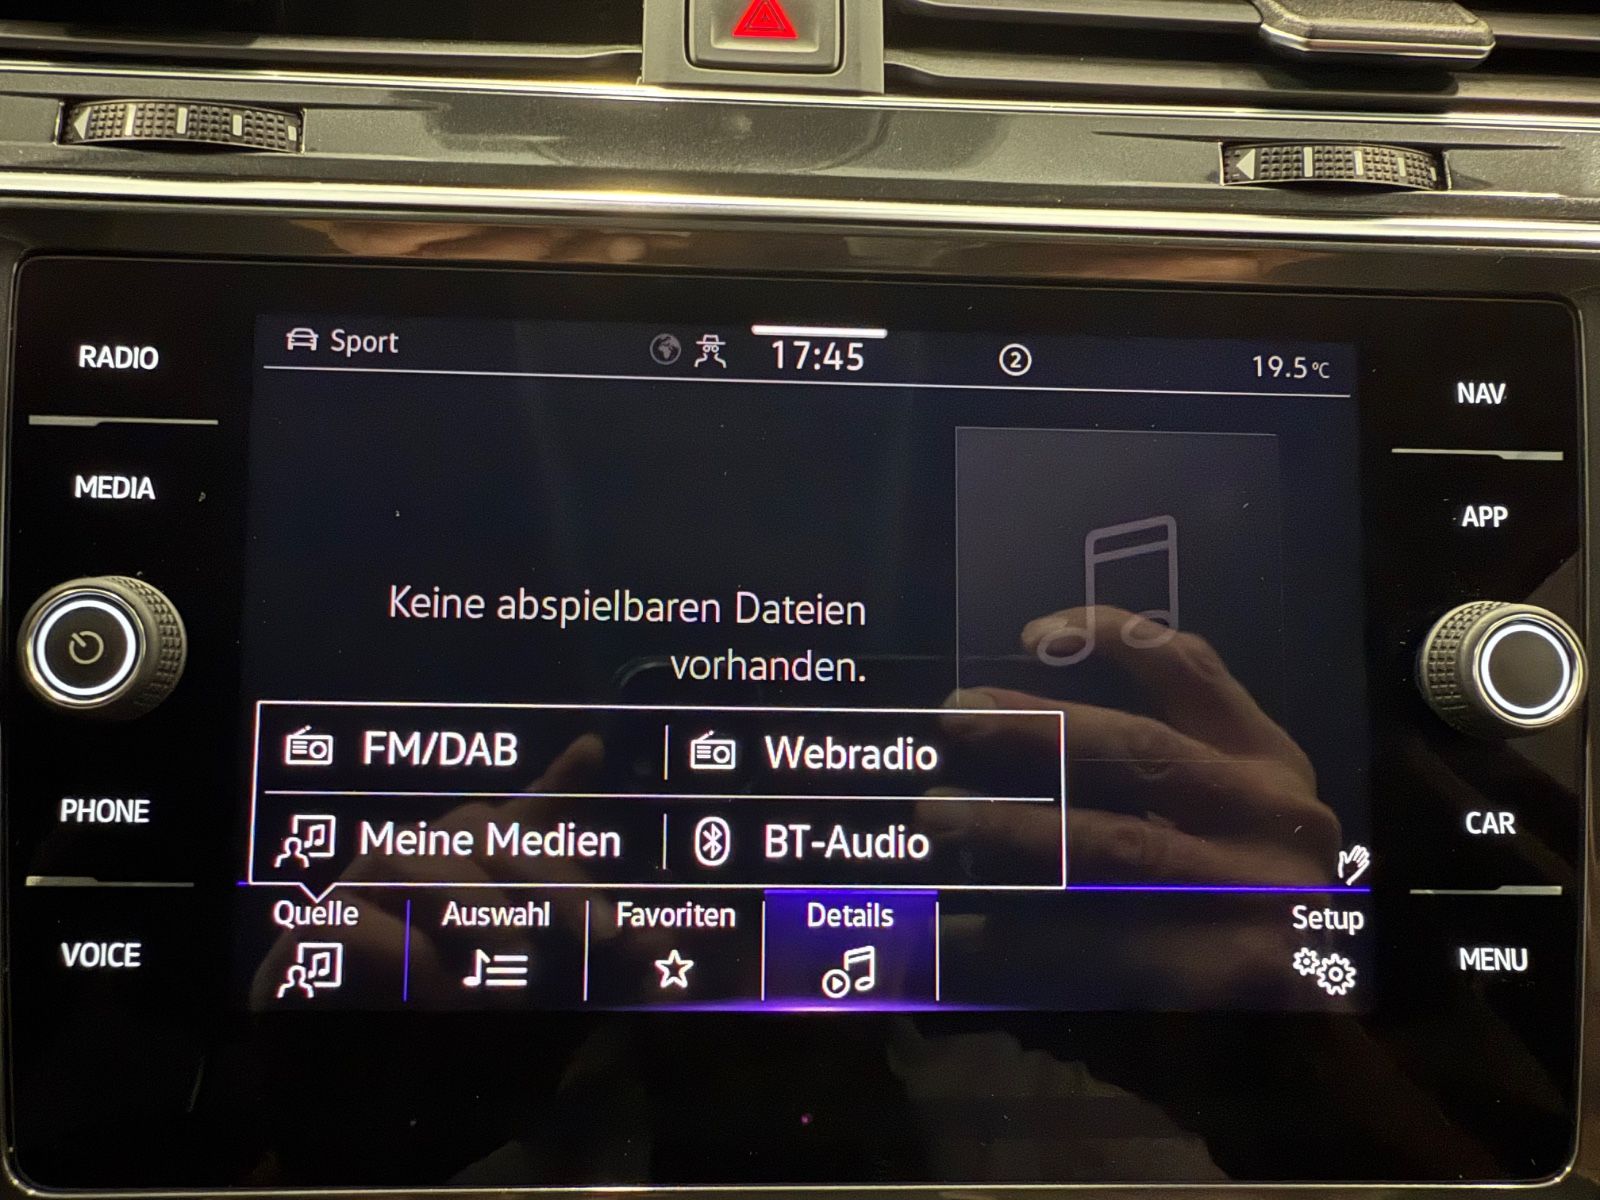 Sport
17:45
2
19.5°C
RADIO
MEDIA
PHONE
VOICE
NAV
APP
CAR
MENU
Keine abspielbaren Dateien
vorhanden.
FM/DAB
Webradio
Meine Medien
BT-Audio
Quelle
Auswahl
Favoriten
Details
Setup